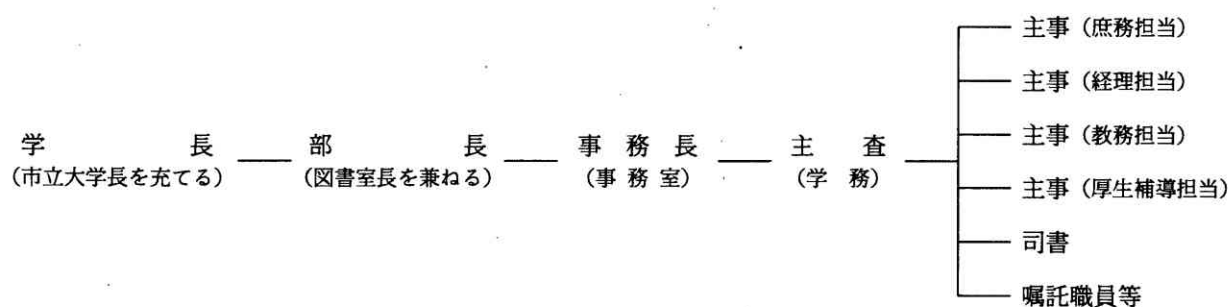 学長
(市立大学長を充てる)
部長
(図書室長を兼ねる)
事務長
(事務室)
主査
(学務)
主事(庶務担当)
主事(経理担当)
主事(教務担当)
主事(厚生補導担当)
司書
嘱託職員等